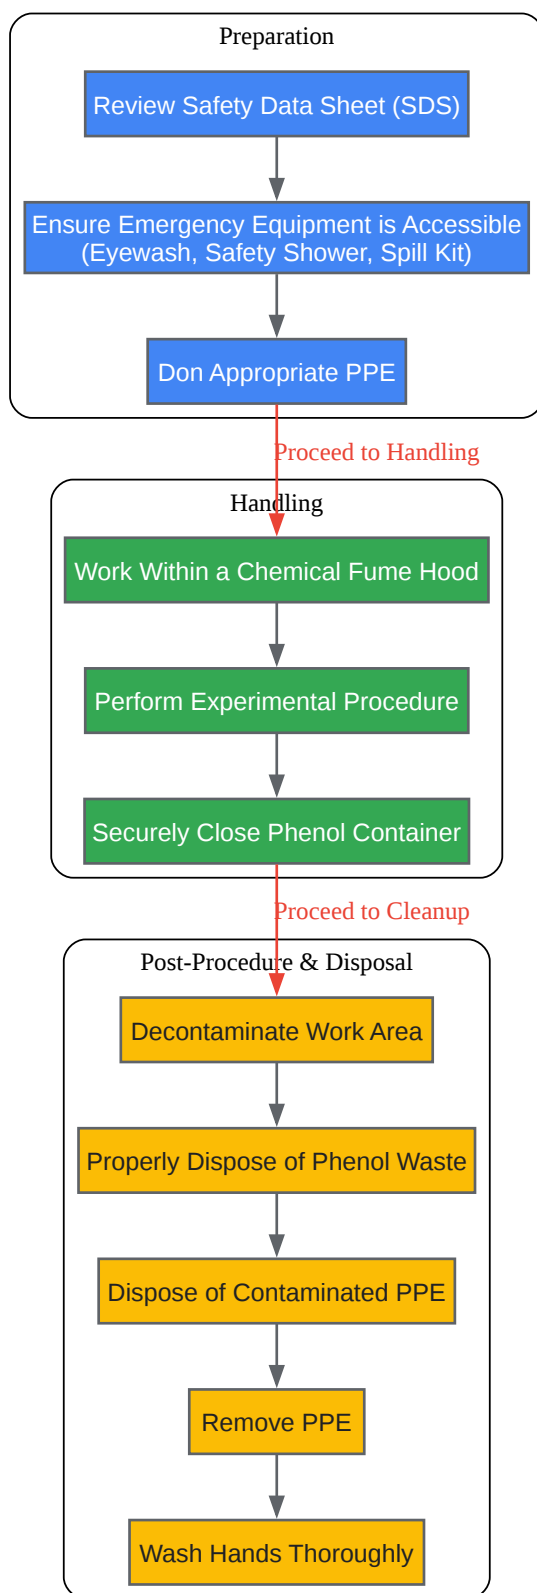 Preparation
Review Safety Data Sheet (SDS)
Ensure Emergency Equipment is Accessible
(Eyewash, Safety Shower, Spill Kit)
Don Appropriate PPE
Proceed to Handling
Handling
Work Within a Chemical Fume Hood
Perform Experimental Procedure
Securely Close Phenol Container
Proceed to Cleanup
Post-Procedure & Disposal
Decontaminate Work Area
Properly Dispose of Phenol Waste
Dispose of Contaminated PPE
Remove PPE
Wash Hands Thoroughly